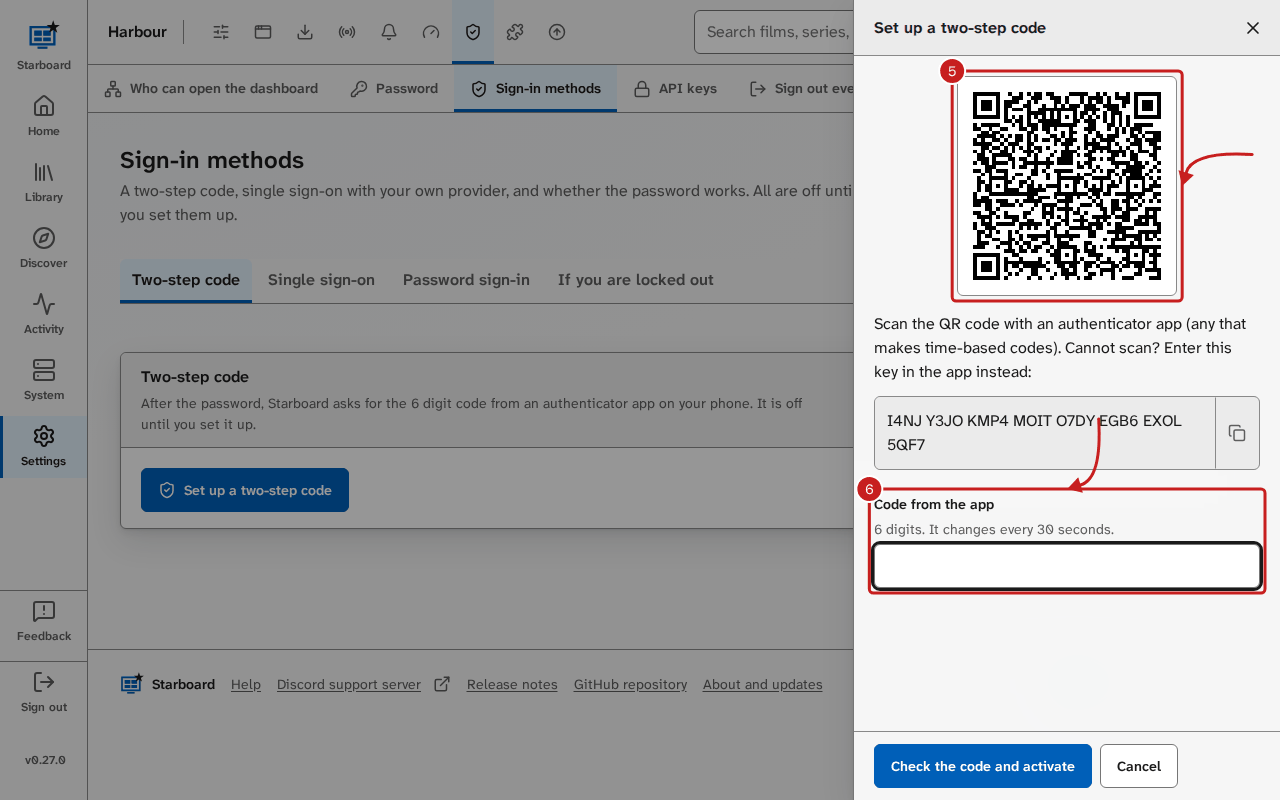 Starboard
Home
Library
Discover
Activity
System
Settings
Feedback
Sign out
v0.27.0
Harbour
Search films, series,
Who can open the dashboard
Password
Sign-in methods
API keys
Sign out eve
Sign-in methods
A two-step code, single sign-on with your own provider, and whether the password works. All are off until
you set them up.
Two-step code
Single sign-on
Password sign-in
If you are locked out
Two-step code
After the password, Starboard asks for the 6 digit code from an authenticator app on your phone. It is off
until you set it up.
Set up a two-step code
Starboard
Help
Discord support server
Release notes
GitHub repository
About and updates
Set up a two-step code
5
Scan the QR code with an authenticator app (any that
makes time-based codes). Cannot scan? Enter this
key in the app instead:
I4NJ Y3JO KMP4 MOIT O7DY EGB6 EXOL
5QF7
6
Code from the app
6 digits. It changes every 30 seconds.
Check the code and activate
Cancel